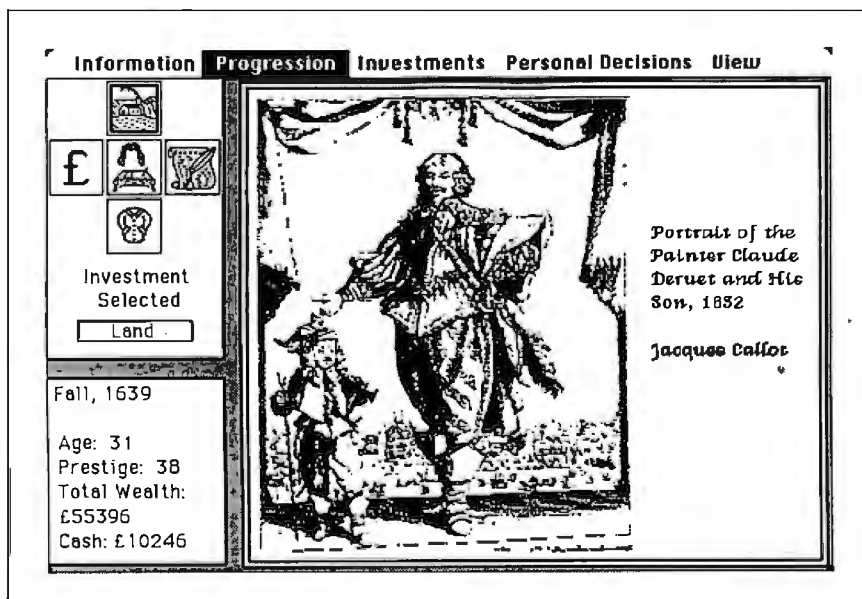 Information Progression Investments Personal Decisions View
£
Investment
Selected
Land
Fall, 1639
Age: 31
Prestige: 38
Total Wealth:
£55396
Cash: £10246
Portrait of the
Painter Claude
Deruet and His
Son, 1632
Jacques Callot